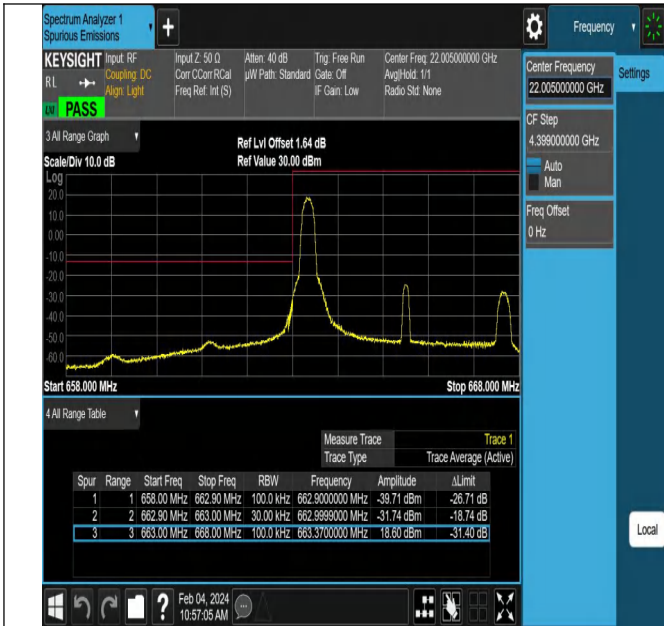 Spectrum Analyzer 1
Spurious Emissions
Frequency
KEYSIGHT
RL
Input: RF
Coupling: DC
Align: Light
Input Z: 50 Ω
Corr CCorr RCal
Freq Ref: Int (S)
Atten: 40 dB
µW Path: Standard
Trig: Free Run
Gate: Off
IF Gain: Low
Center Freq: 22.005000000 GHz
Avg|Hold: 1/1
Radio Std: None
LXI
PASS
Center Frequency
22.005000000 GHz
Settings
CF Step
4.399000000 GHz
Auto
Man
Freq Offset
0 Hz
3 All Range Graph
Scale/Div 10.0 dB
Ref Lvl Offset 1.64 dB
Ref Value 30.00 dBm
Log
20.0
10.0
0.00
-10.0
-20.0
-30.0
-40.0
-50.0
-60.0
Start 658.000 MHz
Stop 668.000 MHz
4 All Range Table
Measure Trace Trace 1
Trace Type Trace Average (Active)
Spur Range Start Freq Stop Freq RBW Frequency Amplitude ΔLimit
1 1 658.00 MHz 662.90 MHz 100.0 kHz 662.9000000 MHz -39.71 dBm -26.71 dB
2 2 662.90 MHz 663.00 MHz 30.00 kHz 662.9999000 MHz -31.74 dBm -18.74 dB
3 3 663.00 MHz 668.00 MHz 100.0 kHz 663.3700000 MHz 18.60 dBm -31.40 dB
Local
Feb 04, 2024
10:57:05 AM